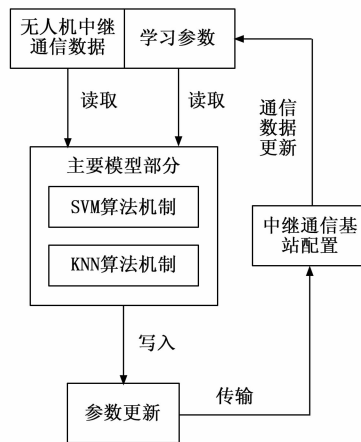 无人机中继
通信数据
学习参数
读取
读取
通信
数据
更新
主要模型部分
SVM算法机制
KNN算法机制
中继通信基
站配置
写入
传输
参数更新